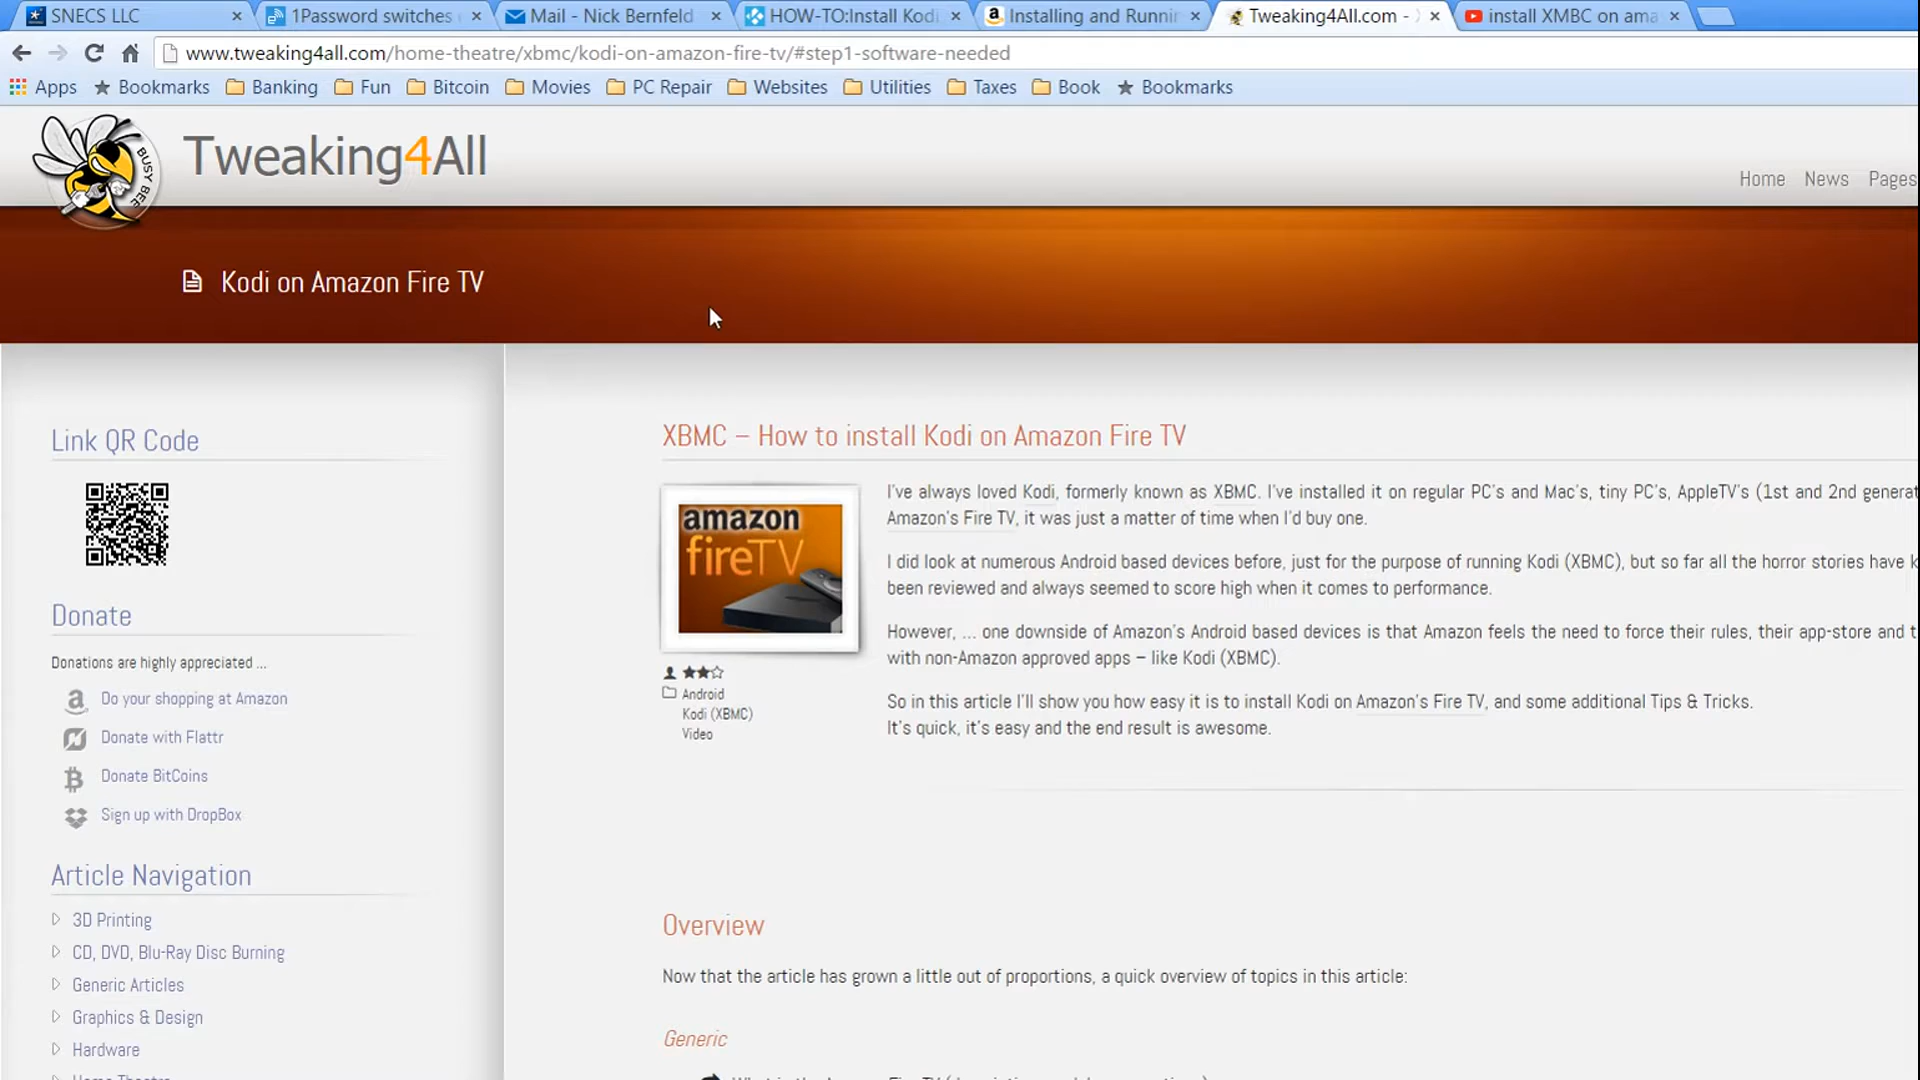 SNECS LLC
1Password switches
Mail - Nick Bernfeld
HOW-TO:Install Kodi
Installing and Runnin
Tweaking4All.com -
install XMBC on ama
www.tweaking4all.com/home-theatre/xbmc/kodi-on-amazon-fire-tv/#step1-software-needed
Apps Bookmarks Banking Fun Bitcoin Movies PC Repair Websites Utilities Taxes Book Bookmarks
BUSY BEE
Tweaking4All
Home News Pages
Kodi on Amazon Fire TV
Link QR Code
Donate
Donations are highly appreciated ...
Do your shopping at Amazon
Donate with Flattr
Donate BitCoins
Sign up with DropBox
Article Navigation
3D Printing
CD, DVD, Blu-Ray Disc Burning
Generic Articles
Graphics & Design
Hardware
XBMC – How to install Kodi on Amazon Fire TV
amazon
fireTV
Android
Kodi (XBMC)
Video
I've always loved Kodi, formerly known as XBMC. I've installed it on regular PC's and Mac's, tiny PC's, AppleTV's (1st and 2nd generat
Amazon's Fire TV, it was just a matter of time when I'd buy one.
I did look at numerous Android based devices before, just for the purpose of running Kodi (XBMC), but so far all the horror stories have k
been reviewed and always seemed to score high when it comes to performance.
However, ... one downside of Amazon's Android based devices is that Amazon feels the need to force their rules, their app-store and t
with non-Amazon approved apps – like Kodi (XBMC).
So in this article I'll show you how easy it is to install Kodi on Amazon's Fire TV, and some additional Tips & Tricks.
It's quick, it's easy and the end result is awesome.
Overview
Now that the article has grown a little out of proportions, a quick overview of topics in this article:
Generic